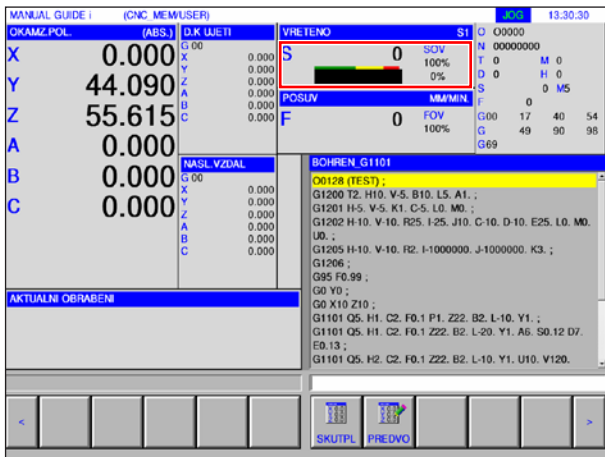 MANUAL GUIDE i (CNC_MEM/USER) JOG 13:30:30
OKAMZ.POL. (ABS.)
X 0.000
Y 44.090
Z 55.615
A 0.000
B 0.000
C 0.000
D.K UJETI
G 00
X 0.000
Y 0.000
Z 0.000
A 0.000
B 0.000
C 0.000
NASL.VZDAL
G 00
X 0.000
Y 0.000
Z 0.000
A 0.000
B 0.000
C 0.000
VRETENO S1
S 0 SOV
100%
0%
POSUV MM/MIN.
F 0 FOV
100%
O O0000
N 00000000
T 0 M 0
D 0 H 0
S 0 M5
F 0
G00 17 40 54
G 49 90 98
G69
AKTUALNI OBRABENI
BOHREN_G1101
O0128 (TEST) ;
G1200 T2. H10. V-5. B10. L5. A1. ;
G1201 H-5. V-5. K1. C-5. L0. M0. ;
G1202 H-10. V-10. R25. I-25. J10. C-10. D-10. E25. L0. M0.
U0. ;
G1205 H-10. V-10. R2. I-1000000. J-1000000. K3. ;
G1206 ;
G95 F0.99 ;
G0 Y0 ;
G0 X10 Z10 ;
G1101 Q5. H1. C2. F0.1 P1. Z22. B2. L-10. Y1. ;
G1101 Q5. H1. C2. F0.1 Z22. B2. L-20. Y1. A6. S0.12 D7.
E0.13 ;
G1101 Q5. H2. C2. F0.1 Z22. B2. L-10. Y1. U10. V120.
< SKUTPL PREDVO >